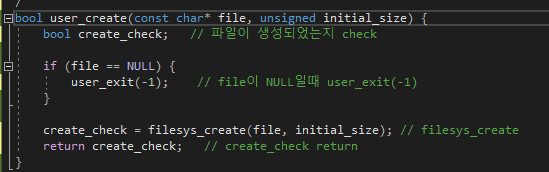 /
bool user_create(const char* file, unsigned initial_size) {
bool create_check; // 파일이 생성되었는지 check
if (file == NULL) {
user_exit(-1); // file이 NULL일때 user_exit(-1)
}
create_check = filesys_create(file, initial_size); // filesys_create
return create_check; // create_check return
}